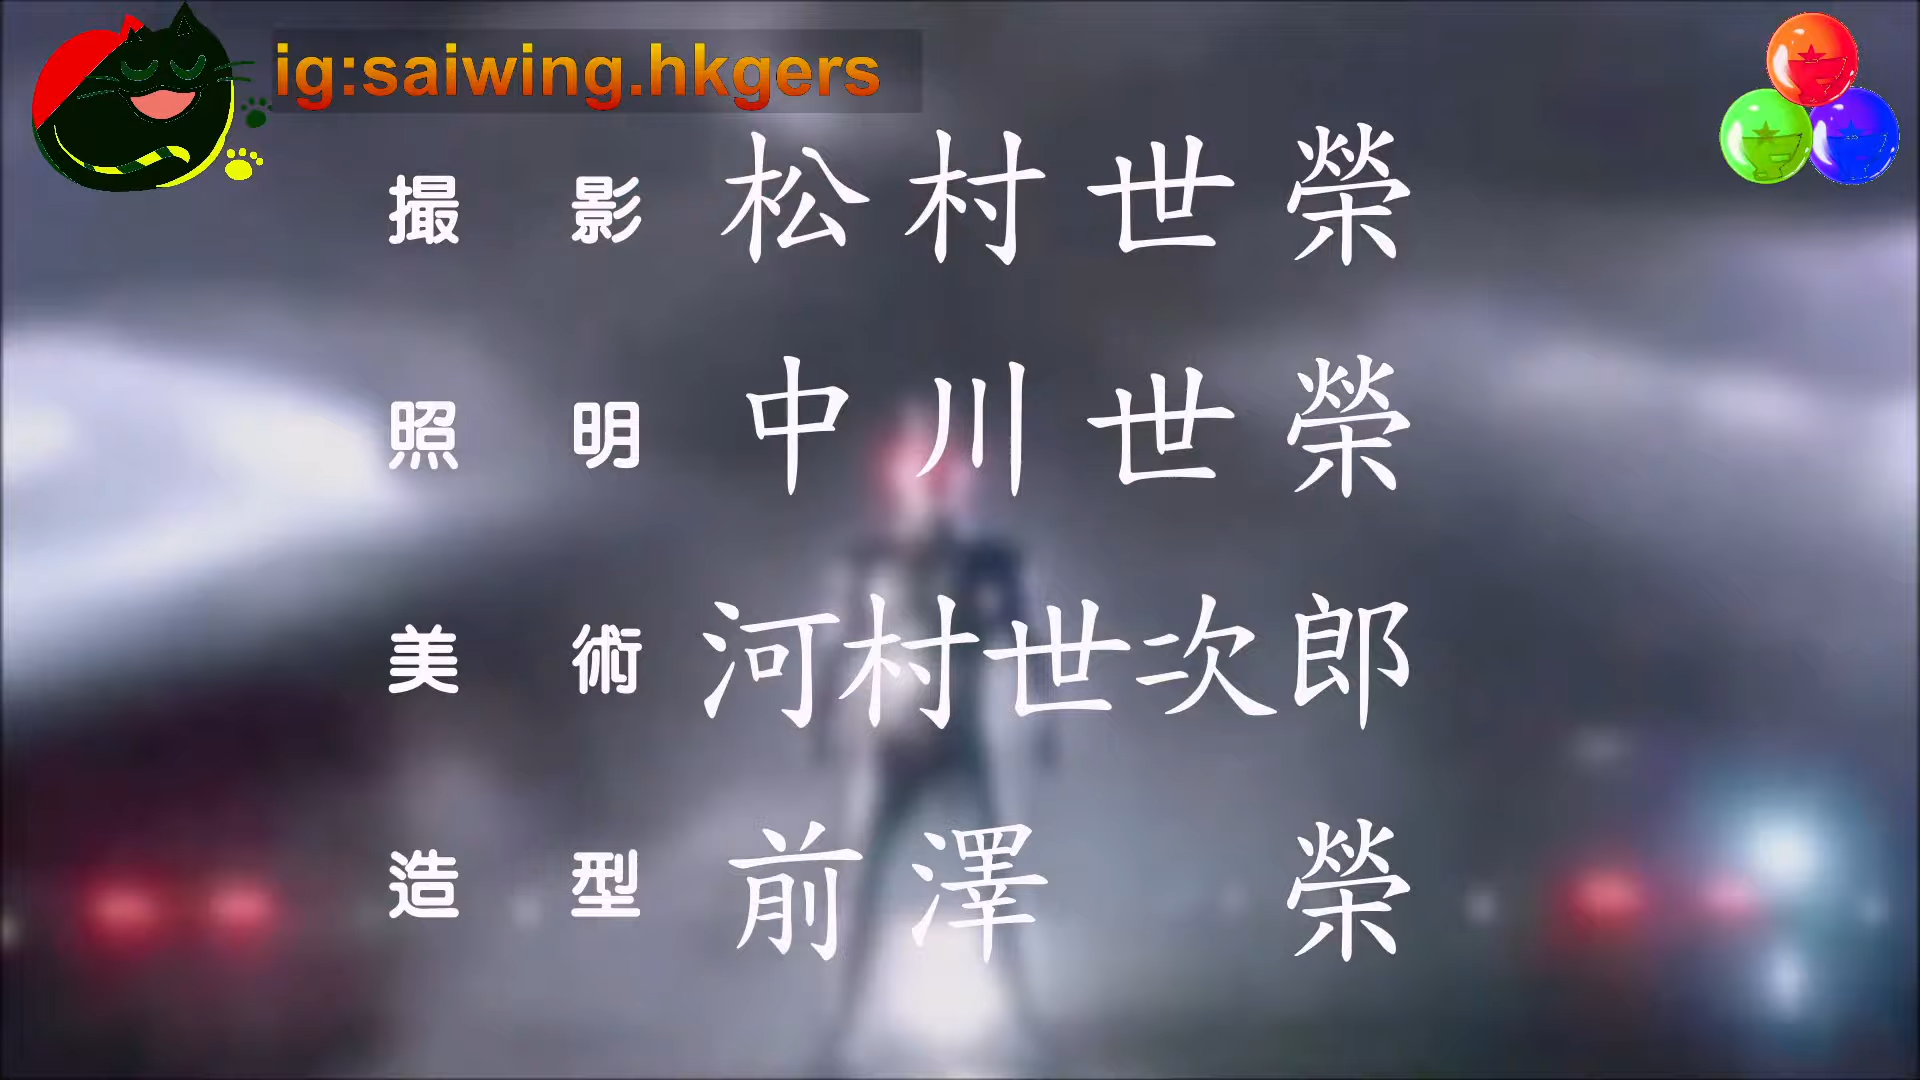 ig:saiwing.hkgers
撮影 松村世榮
照明 中川世榮
美術 河村世次郎
造型 前澤 榮